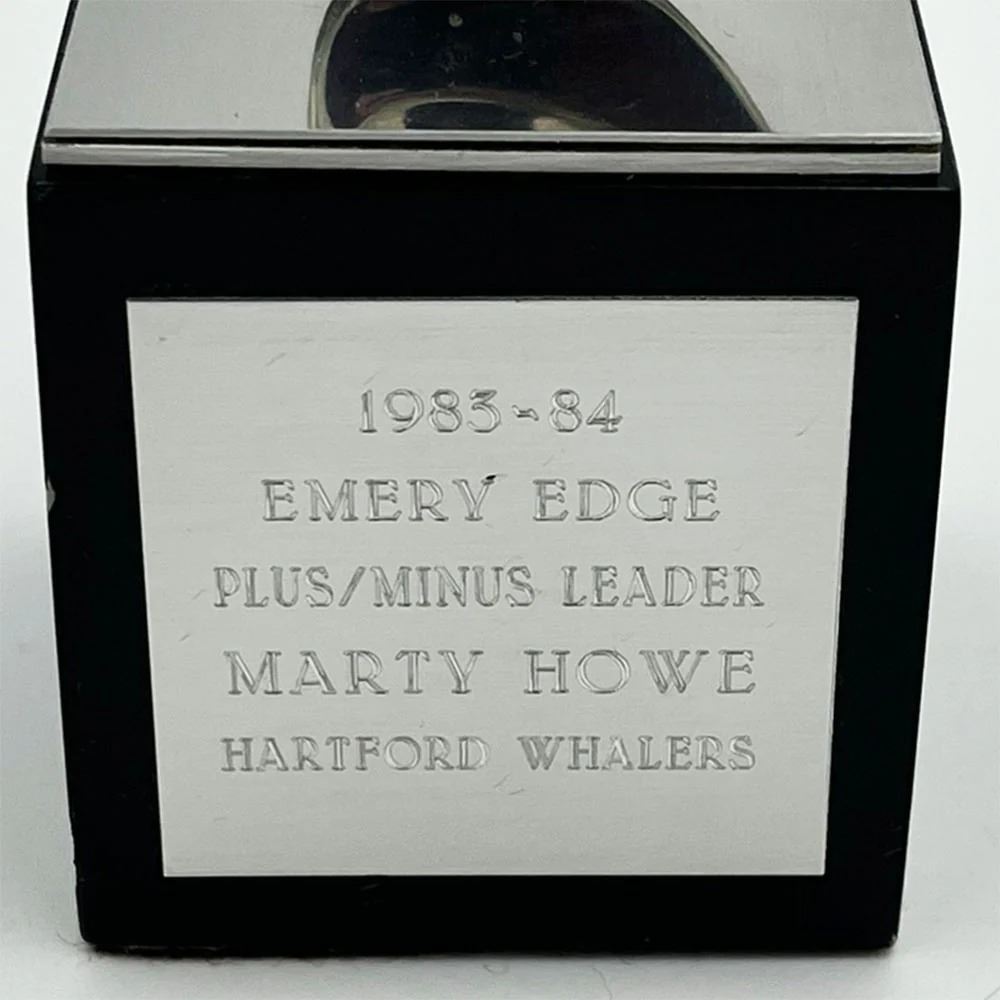 1983-84
EMERY EDGE
PLUS/MINUS LEADER
MARTY HOWE
HARTFORD WHALERS